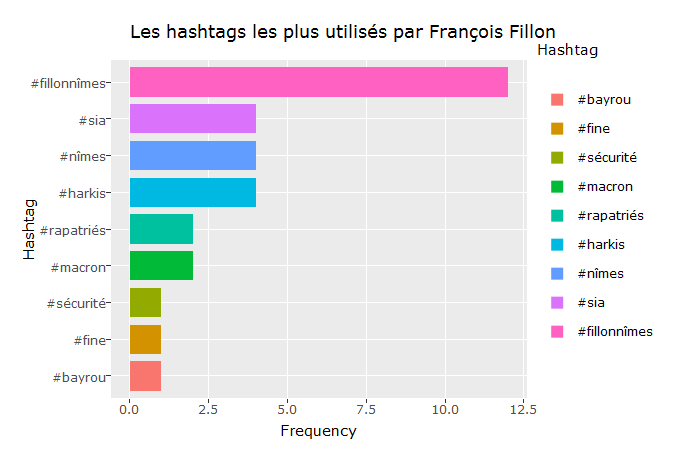 Les hashtags les plus utilisés par François Fillon
Hashtag
#fillonnîmes
#sia
#nîmes
#harkis
#rapatriés
#macron
#sécurité
#fine
#bayrou
Hashtag
0.0 2.5 5.0 7.5 10.0 12.5
Frequency
#bayrou
#fine
#sécurité
#macron
#rapatriés
#harkis
#nîmes
#sia
#fillonnîmes